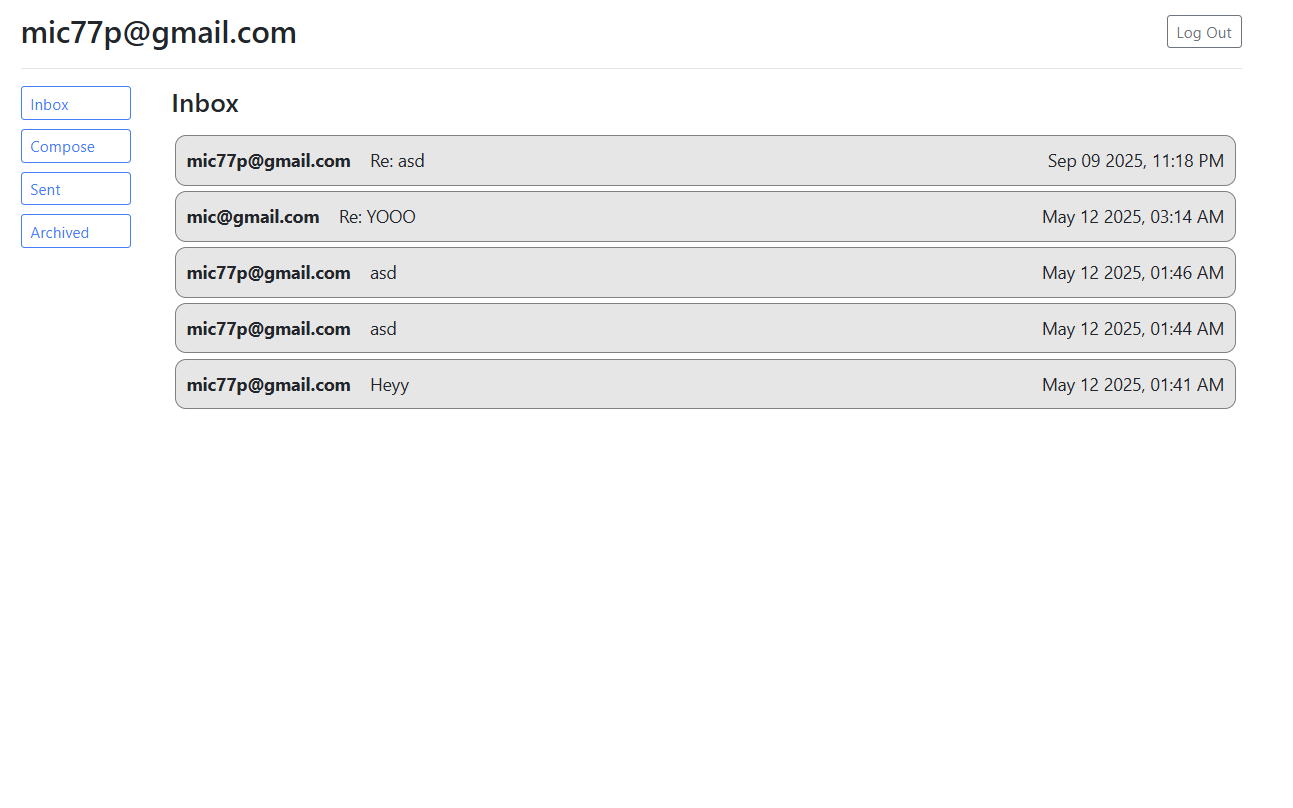 mic77p@gmail.com Log Out
Inbox
Compose
Sent
Archived
Inbox
mic77p@gmail.com Re: asd Sep 09 2025, 11:18 PM
mic@gmail.com Re: YOOO May 12 2025, 03:14 AM
mic77p@gmail.com asd May 12 2025, 01:46 AM
mic77p@gmail.com asd May 12 2025, 01:44 AM
mic77p@gmail.com Heyy May 12 2025, 01:41 AM